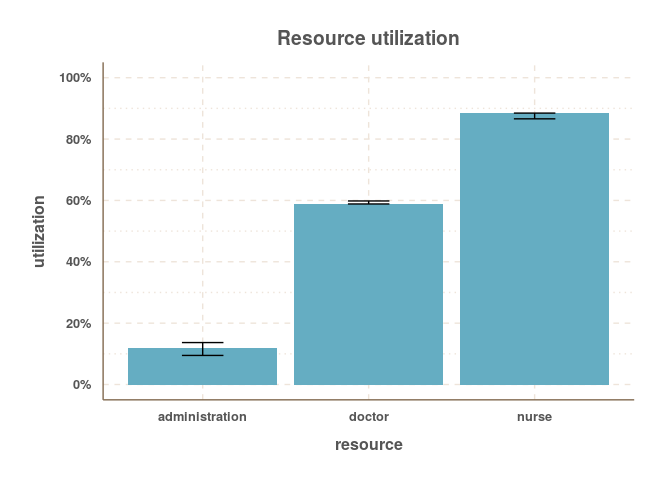 Resource utilization
100%
80%
60%
40%
20%
0%
utilization
administration doctor nurse
resource